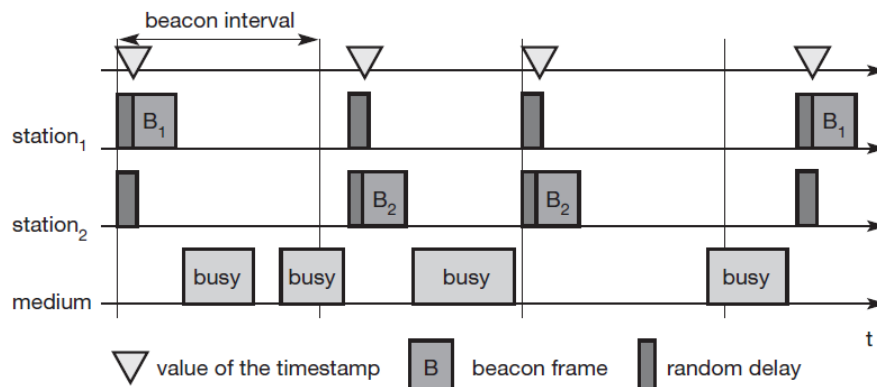 beacon interval
station₁ B₁ B₁
station₂ B₂ B₂
medium busy busy busy busy
t
value of the timestamp B beacon frame random delay